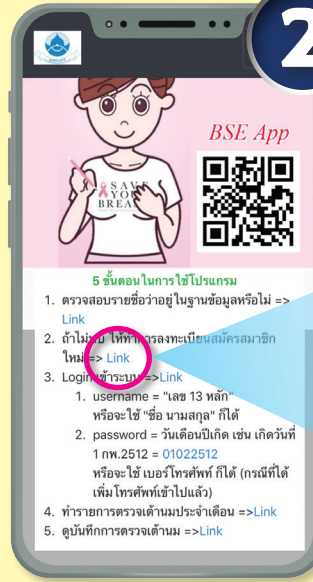 2
BSE App
SAVE
YOU
BREA
5 ขั้นตอนในการใช้โปรแกรม
1. ตรวจสอบรายชื่อว่าอยู่ในฐานข้อมูลหรือไม่ =>
Link
2. ถ้าไม่พบ ให้ทำการลงทะเบียนสมัครสมาชิก
ใหม่ => Link
3. Login เข้าระบบ =>Link
1. username = "เลข 13 หลัก"
หรือจะใช้ "ชื่อ นามสกุล" ก็ได้
2. password = วันเดือนปีเกิด เช่น เกิดวันที่
1 กพ.2512 = 01022512
หรือจะใช้ เบอร์โทรศัพท์ ก็ได้ (กรณีที่ได้
เพิ่มโทรศัพท์เข้าไปแล้ว)
4. ทำรายการตรวจเต้านมประจำเดือน =>Link
5. ดูบันทึกการตรวจเต้านม =>Link